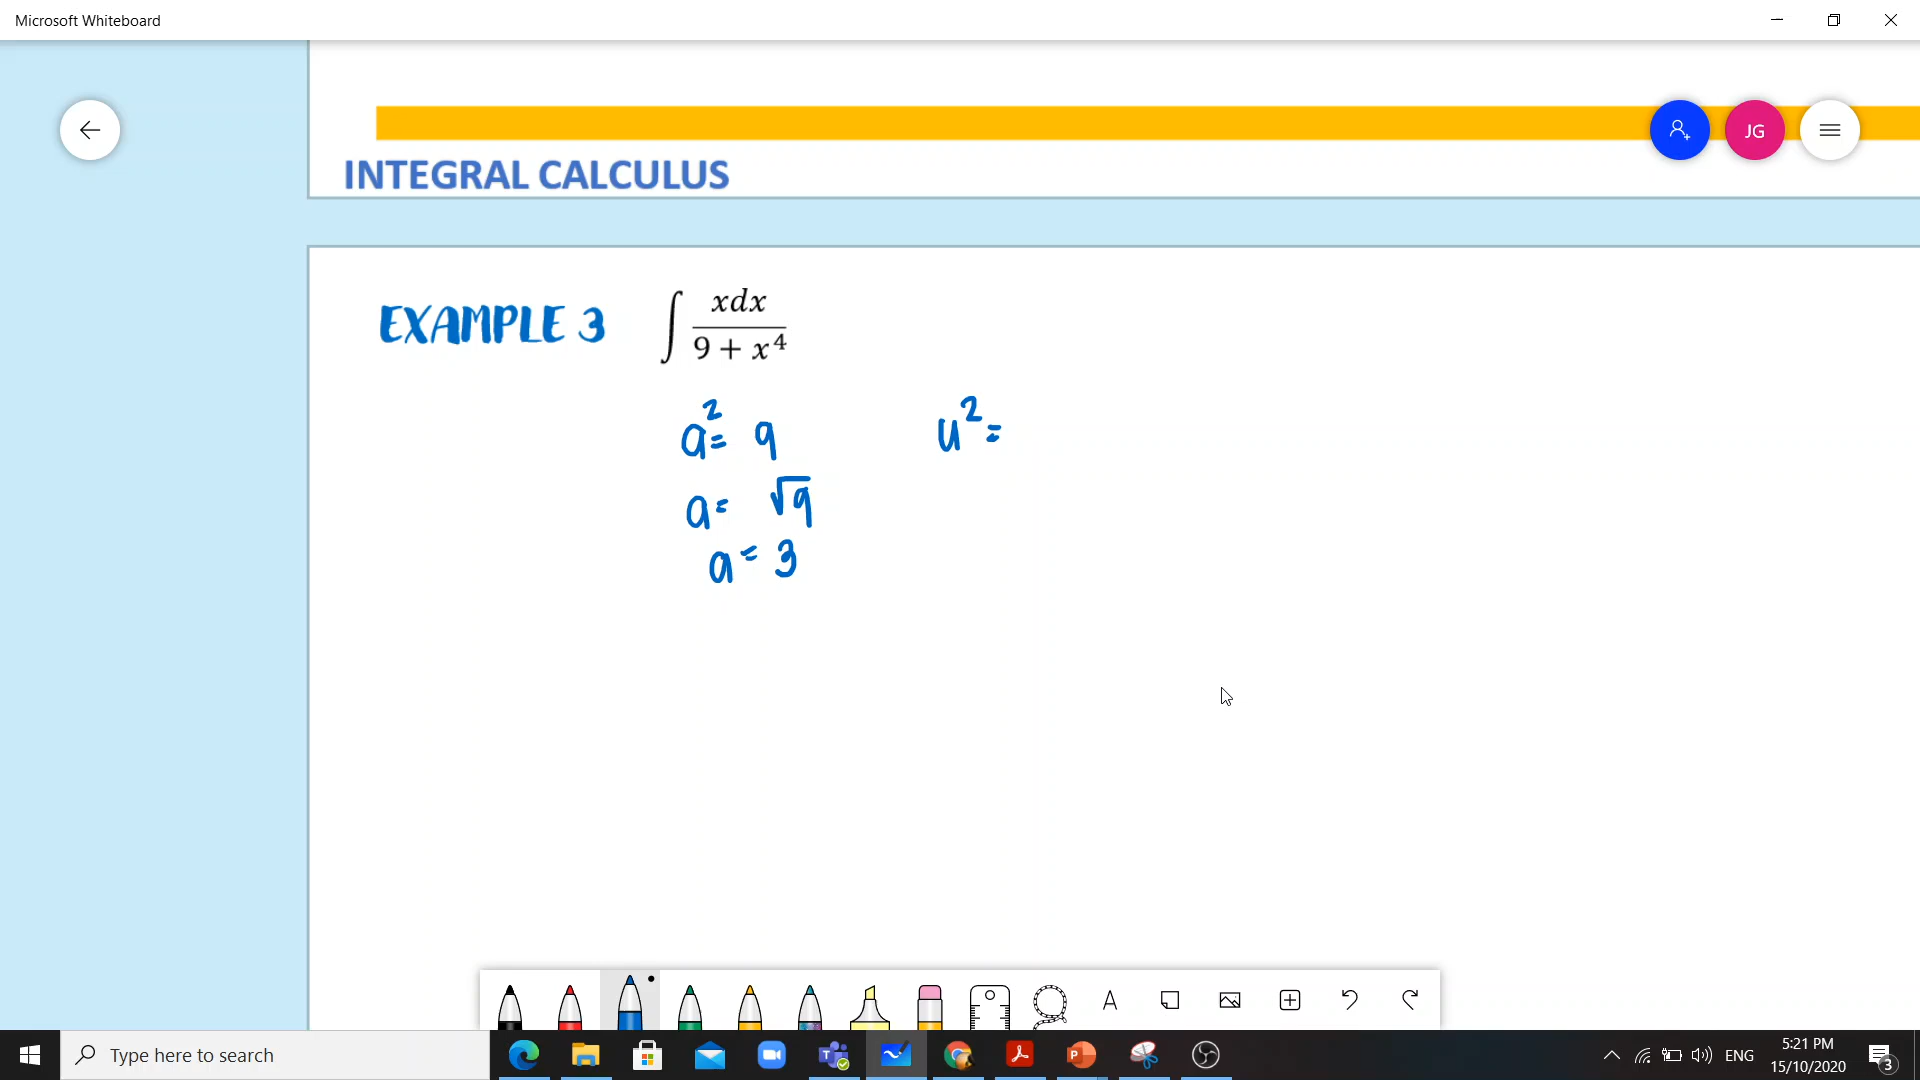 Microsoft Whiteboard
JG
INTEGRAL CALCULUS
EXAMPLE 3 ∫ xdx / 9 + x⁴
a² = 9 u² =
a = √9
a = 3
A
Type here to search
ENG
5:21 PM
15/10/2020
3